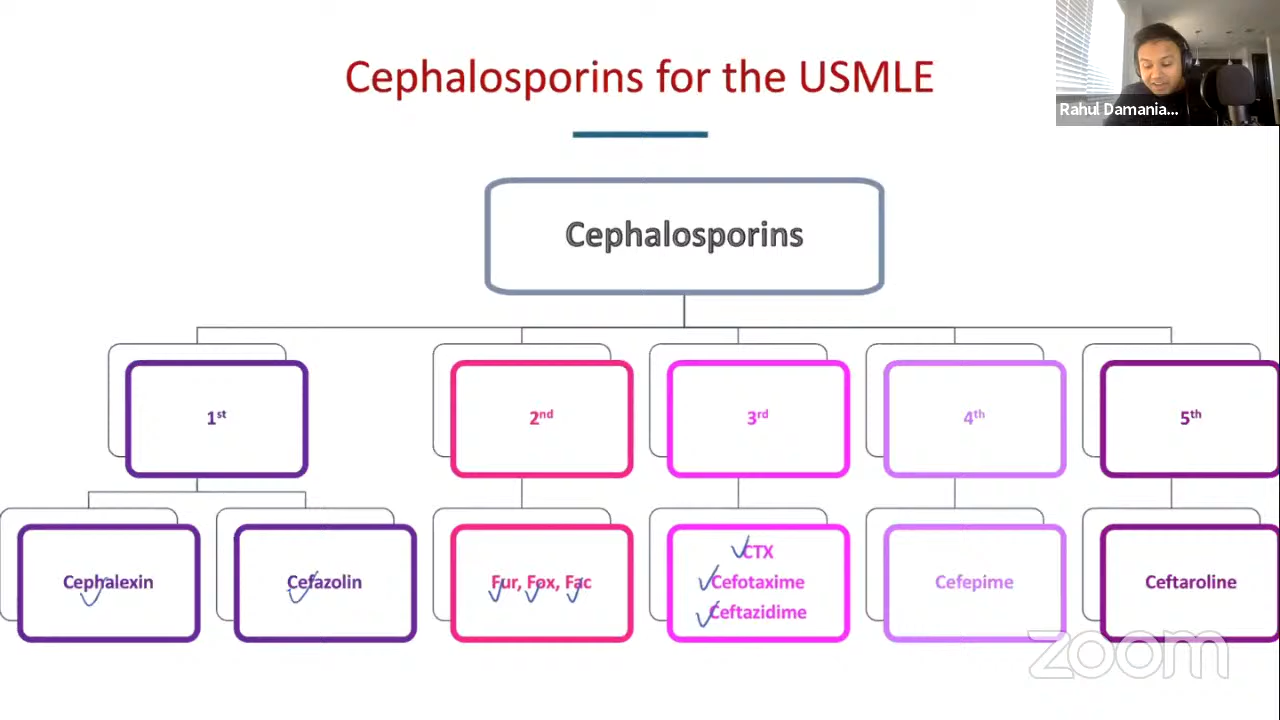 Cephalosporins for the USMLE
Rahul Damania...
Cephalosporins
1st
2nd
3rd
4th
5th
Cephalexin
Cefazolin
Fur, Fox, Fac
CTX
Cefotaxime
Ceftazidime
Cefepime
Ceftaroline
zoom